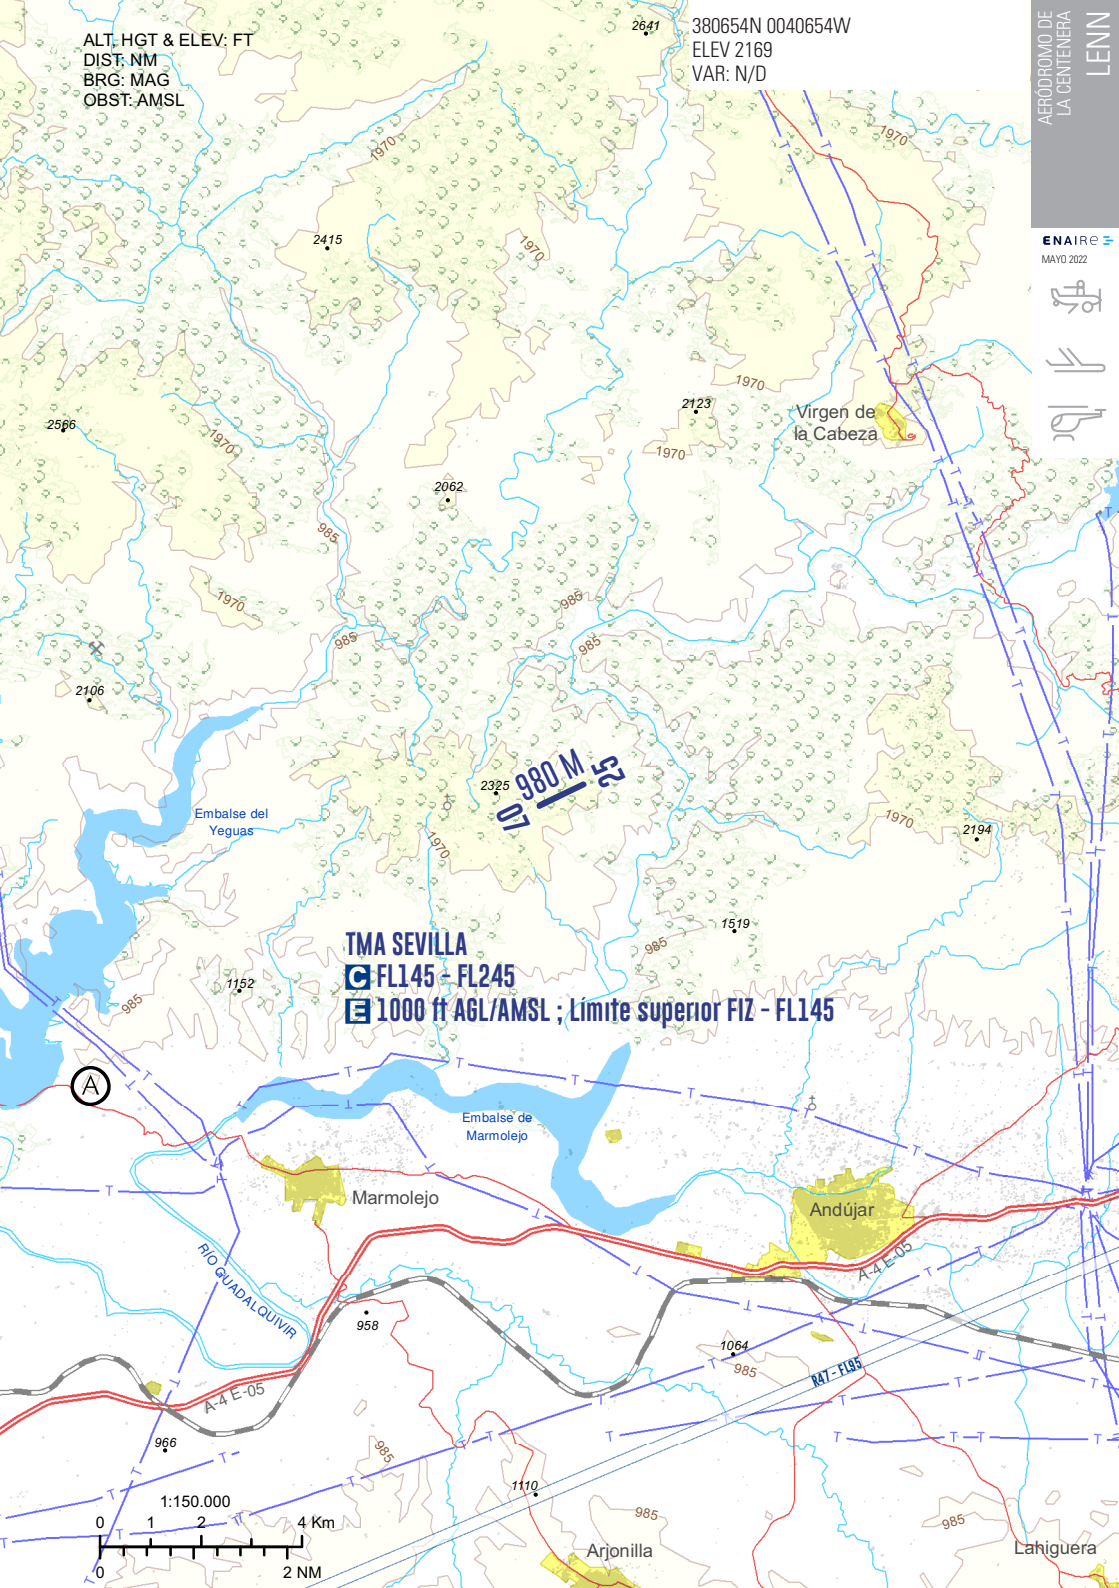 ALT, HGT & ELEV: FT
DIST: NM
BRG: MAG
OBST: AMSL
380654N 0040654W
ELEV 2169
VAR: N/D
AERÓDROMO DE
LA CENTENERA
LENN
ENAIRe
MAYO 2022
2641
1970
1970
2415
1970
1970
2123
Virgen de
la Cabeza
2566
1970
1970
2062
985
1970
985
985
985
2106
980 M
25
2325
07
Embalse del
Yeguas
1970
1970
2194
1519
985
TMA SEVILLA
C FL145 - FL245
E 1000 ft AGL/AMSL ; Límite superior FIZ - FL145
1152
985
A
Embalse de
Marmolejo
Marmolejo
Andújar
A-4 E-05
RÍO GUADALQUIVIR
958
1064
985
R47 - FL95
A-4 E-05
966
985
1110
985
985
1:150.000
0 1 2 4 Km
0 2 NM
Arjonilla
Lahiguera